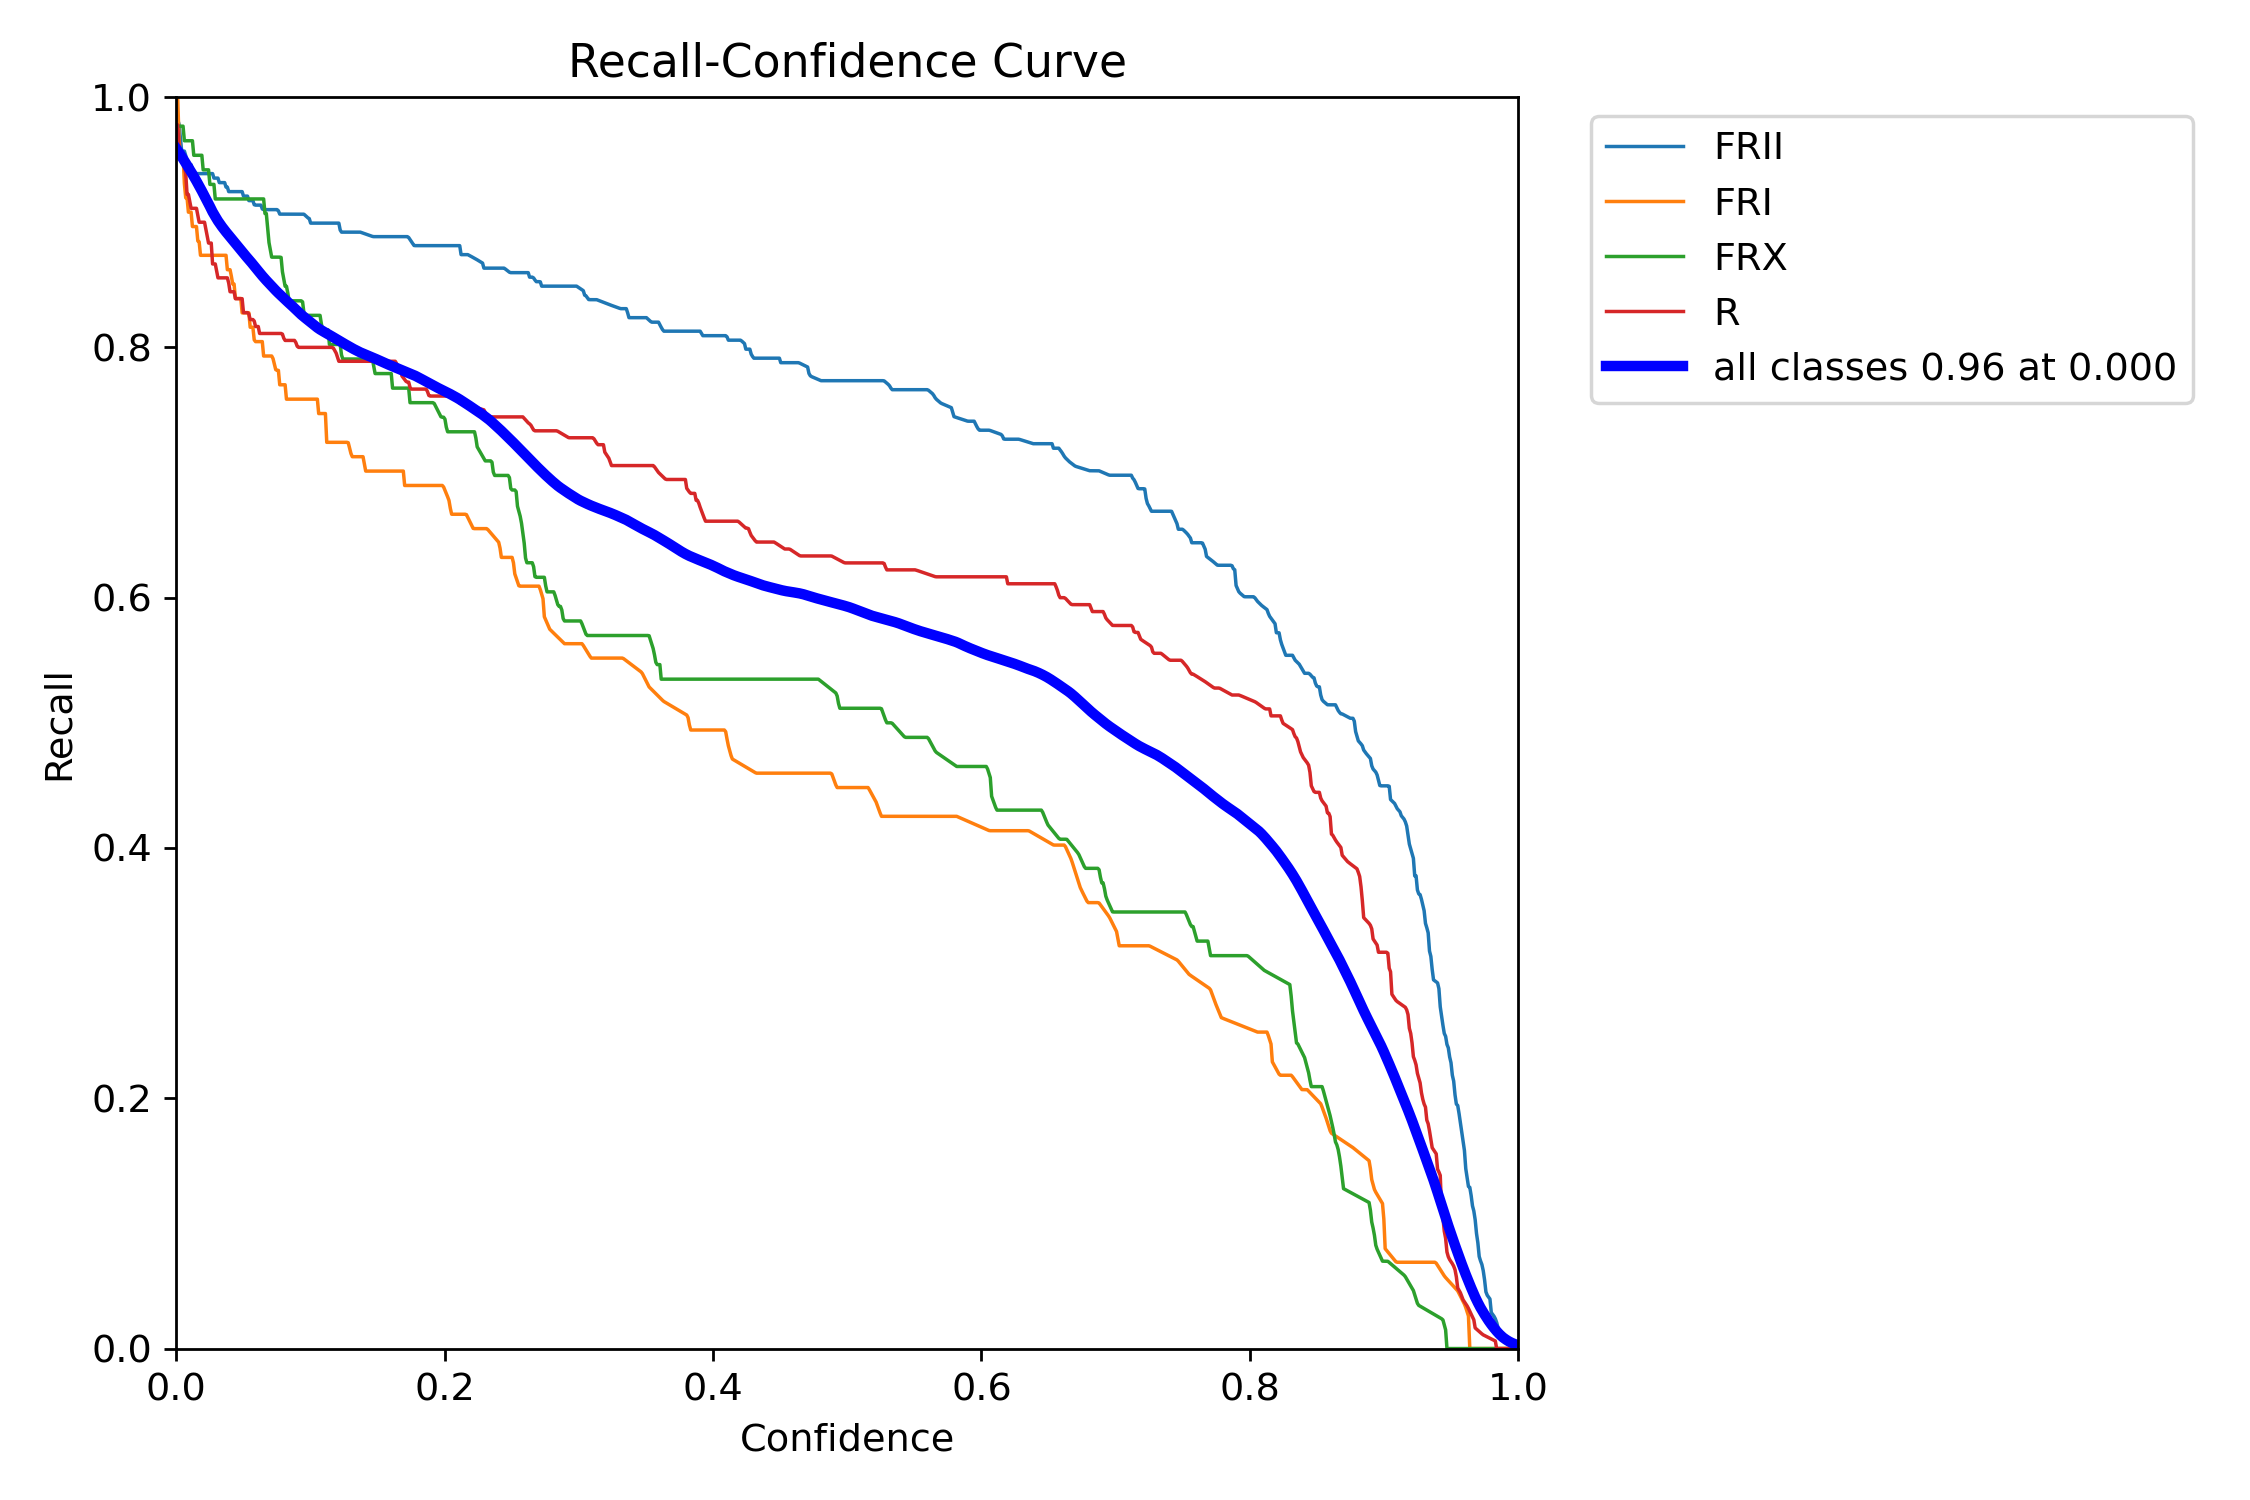 Recall-Confidence Curve
1.0
0.8
0.6
0.4
0.2
0.0
Recall
0.0 0.2 0.4 0.6 0.8 1.0
Confidence
FRII
FRI
FRX
R
all classes 0.96 at 0.000